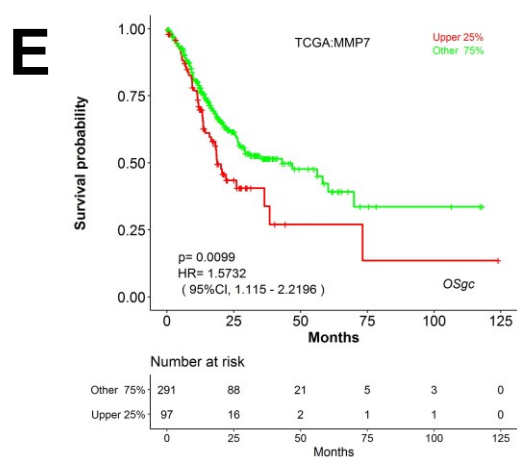 E
TCGA:MMP7
Upper 25%
Other 75%
Survival probability
1.00
0.75
0.50
0.25
0.00
p= 0.0099
HR= 1.5732
( 95%CI, 1.115 - 2.2196 )
OSgc
0 25 50 75 100 125
Months
Number at risk
Other 75% 291 88 21 5 3 0
Upper 25% 97 16 2 1 1 0
0 25 50 75 100 125
Months